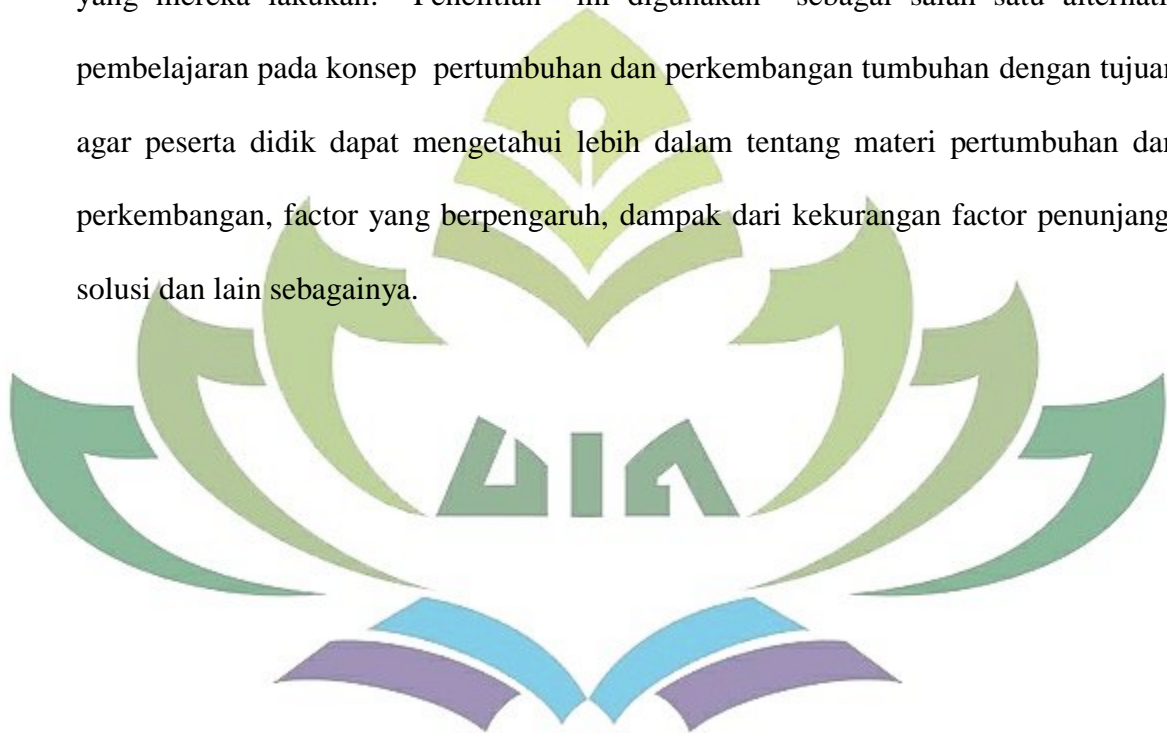 yang mereka lakukan. Penelitian ini digunakan sebagai salah satu alternati
pembelajaran pada konsep pertumbuhan dan perkembangan tumbuhan dengan tujuan
agar peserta didik dapat mengetahui lebih dalam tentang materi pertumbuhan dan
perkembangan, factor yang berpengaruh, dampak dari kekurangan factor penunjang
solusi dan lain sebagainya.
UIN